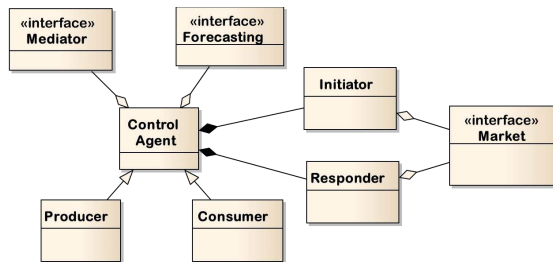 «interface»
Mediator
«interface»
Forecasting
Control
Agent
Initiator
«interface»
Market
Responder
Producer
Consumer